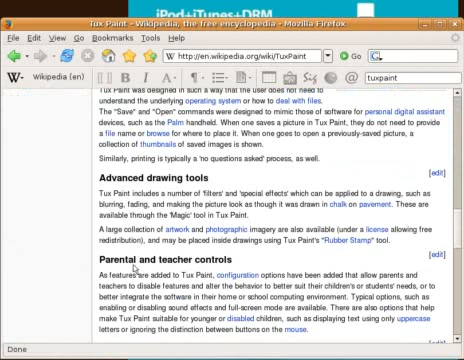 iPod+iTunes+DRM
Tux Paint - Wikipedia, the free encyclopedia - Mozilla Firefox
File Edit View Go Bookmarks Tools Help
W http://en.wikipedia.org/wiki/TuxPaint Go G
W Wikipedia (en) B I A ¶ Sig @ tuxpaint
Tux Paint was designed in such a way that the user does not need to
understand the underlying operating system or how to deal with files.
The "Save" and "Open" commands were designed to mimic those of software for personal digital assistant
devices, such as the Palm handheld. When one saves a picture in Tux Paint, they do not need to provide
a file name or browse for where to place it. When one goes to open a previously-saved picture, a
collection of thumbnails of saved images is shown.
Similarly, printing is typically a 'no questions asked' process, as well.
[edit]
Advanced drawing tools
Tux Paint includes a number of 'filters' and 'special effects' which can be applied to a drawing, such as
blurring, fading, and making the picture look as though it was drawn in chalk on pavement. These are
available through the 'Magic' tool in Tux Paint.
A large collection of artwork and photographic imagery are also available (under a license allowing free
redistribution), and may be placed inside drawings using Tux Paint's "Rubber Stamp" tool.
[edit]
Parental and teacher controls
As features are added to Tux Paint, configuration options have been added that allow parents and
teachers to disable features and alter the behavior to better suit their children's or students' needs, or to
better integrate the software in their home or school computing environment. Typical options, such as
enabling or disabling sound effects and full-screen mode are available. There are also options that help
make Tux Paint suitable for younger or disabled children, such as displaying text using only uppercase
letters or ignoring the distinction between buttons on the mouse.
Done